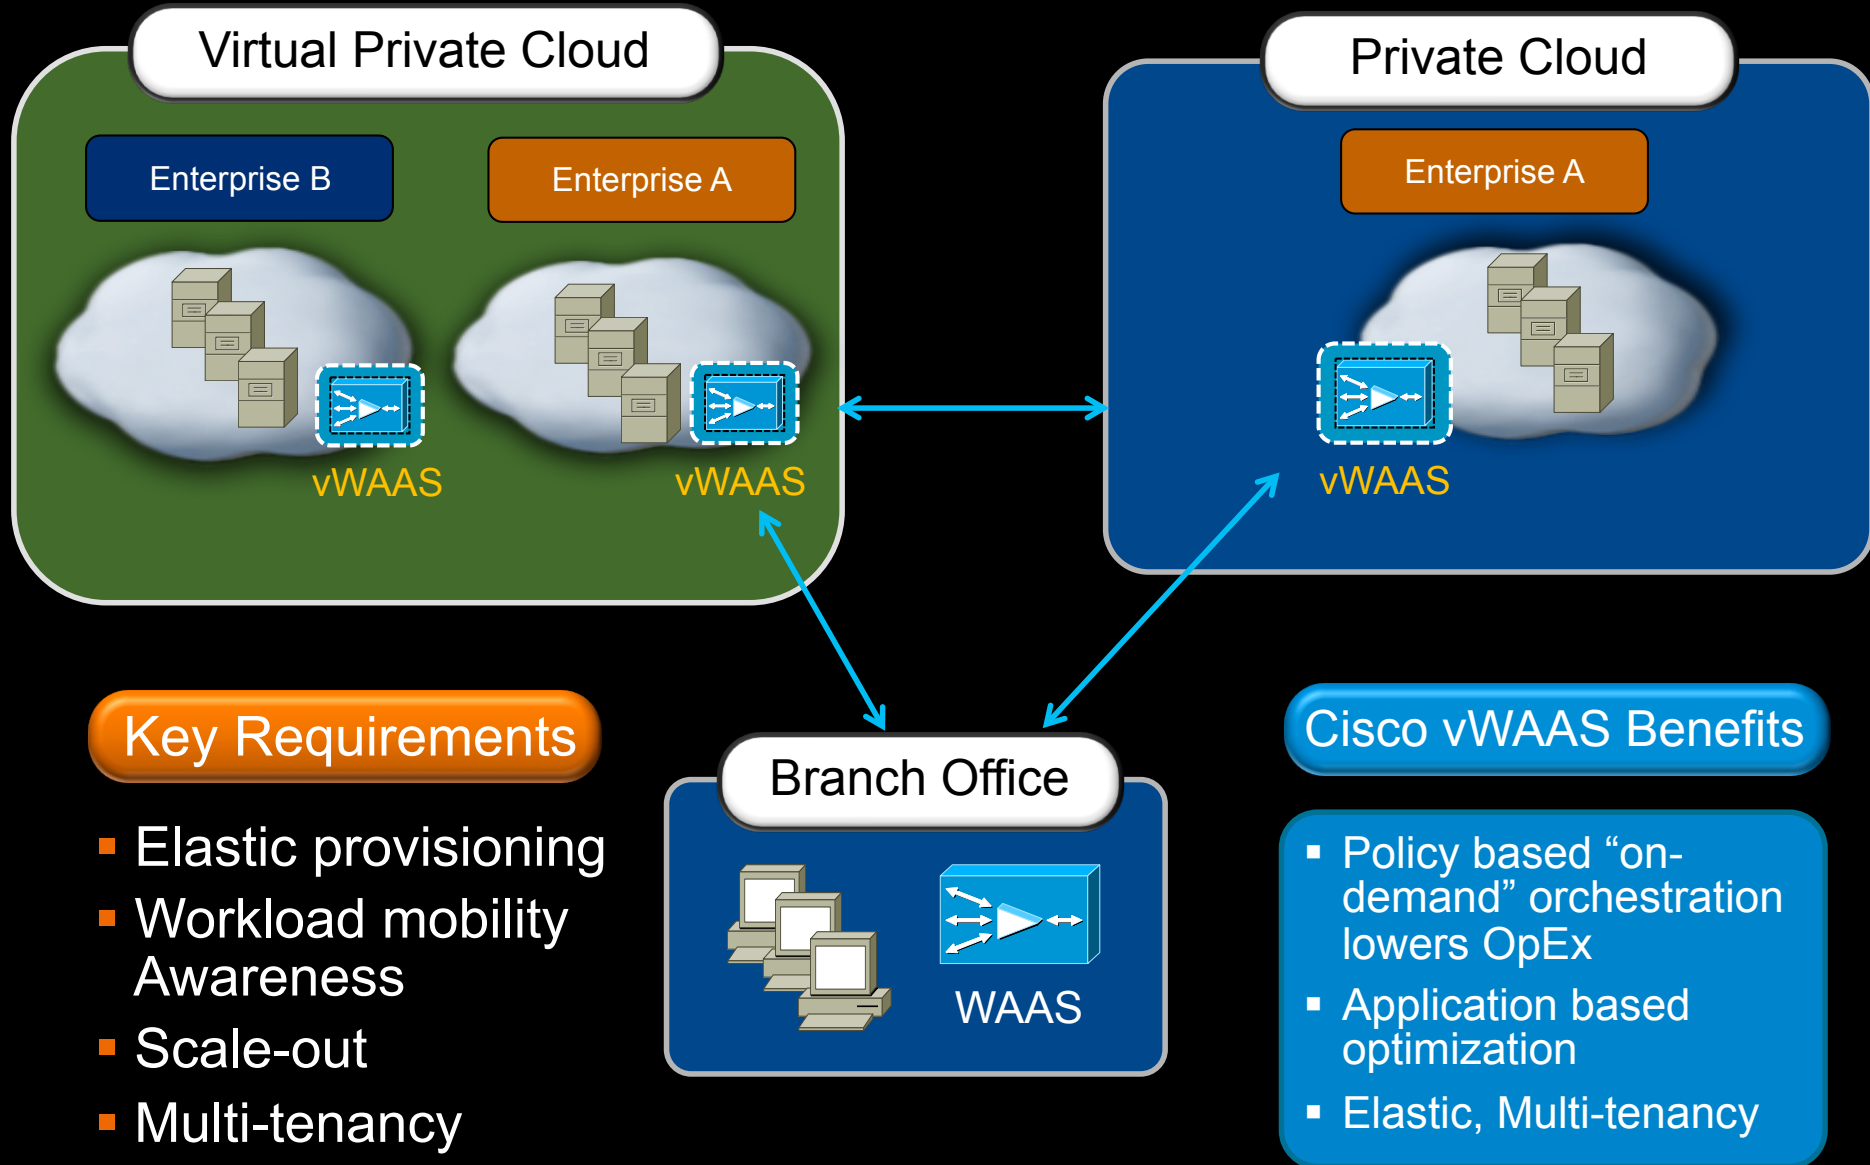 Virtual Private Cloud
Private Cloud
Enterprise B
Enterprise A
Enterprise A
vWAAS
vWAAS
vWAAS
Key Requirements
Elastic provisioning
Workload mobility
Awareness
Scale-out
Multi-tenancy
Branch Office
WAAS
Cisco vWAAS Benefits
Policy based “on-
demand” orchestration
lowers OpEx
Application based
optimization
Elastic, Multi-tenancy